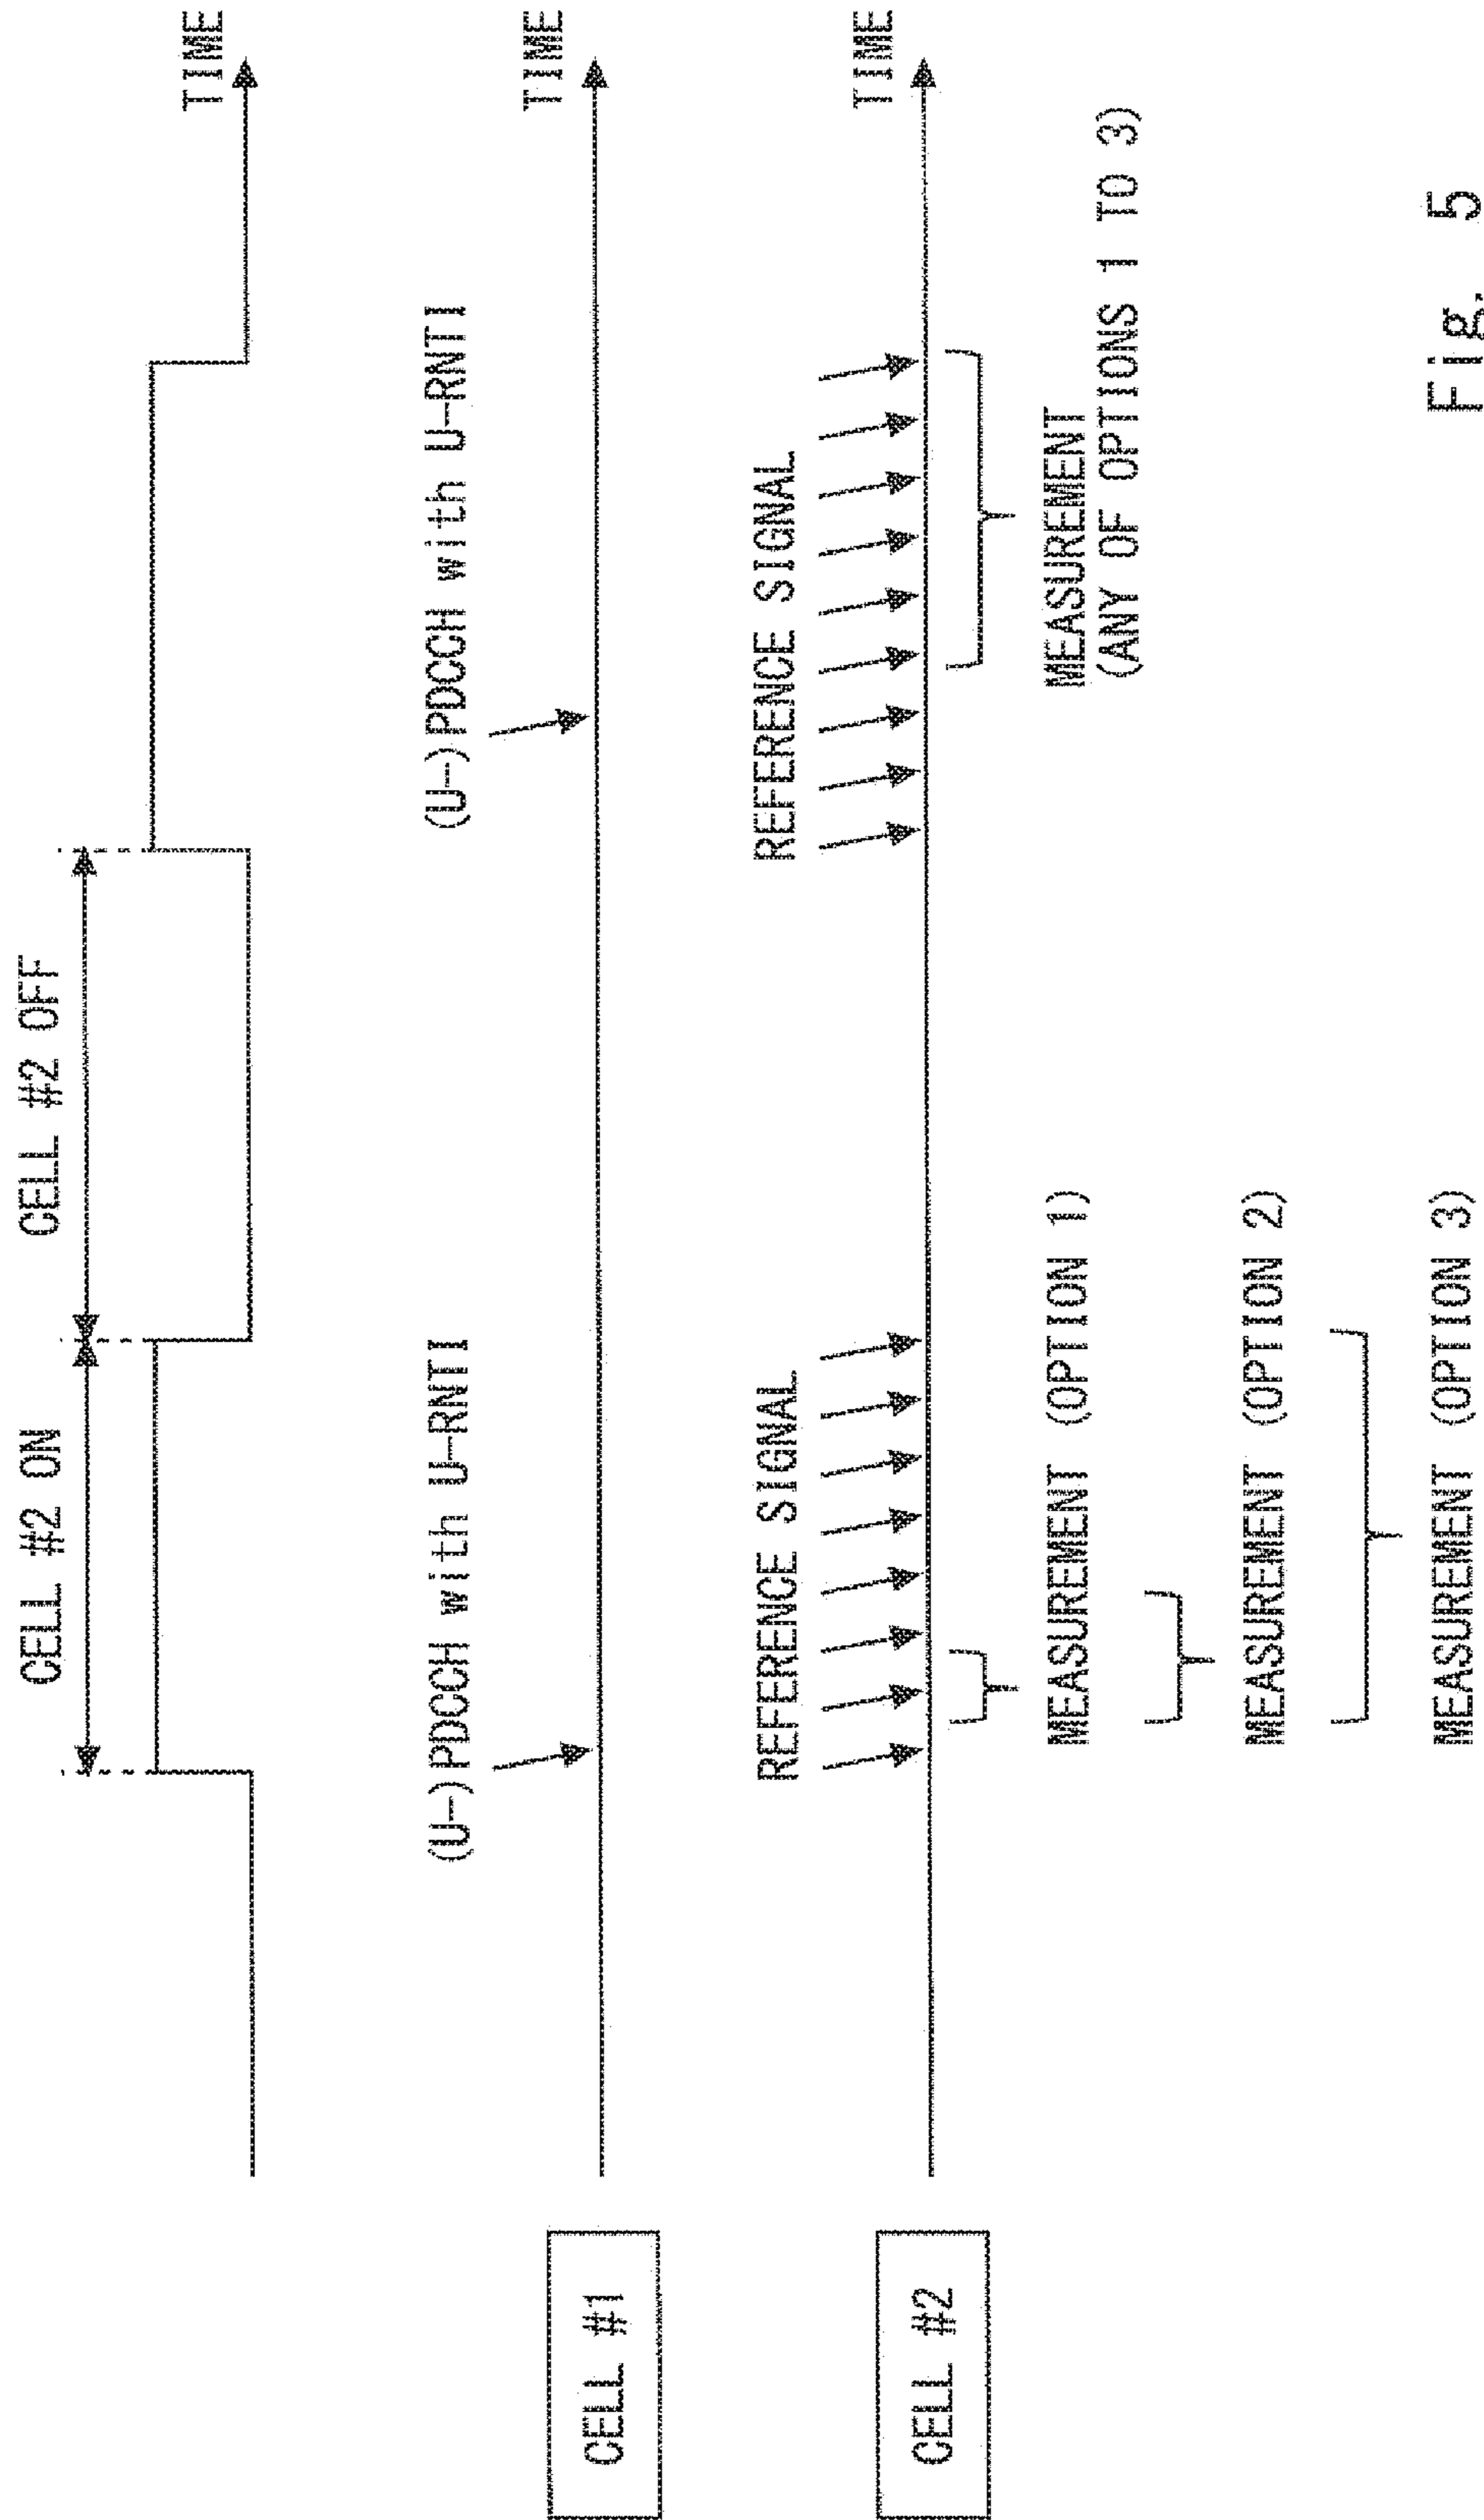 CELL #2 ON
CELL #2 OFF
TIME
(U-)PDCCH with U-RNTI
(U-)PDCCH with U-RNTI
TIME
CELL #1
REFERENCE SIGNAL
REFERENCE SIGNAL
TIME
CELL #2
MEASUREMENT (OPTION 1)
MEASUREMENT
(ANY OF OPTIONS 1 TO 3)
MEASUREMENT (OPTION 2)
MEASUREMENT (OPTION 3)
Fig. 5